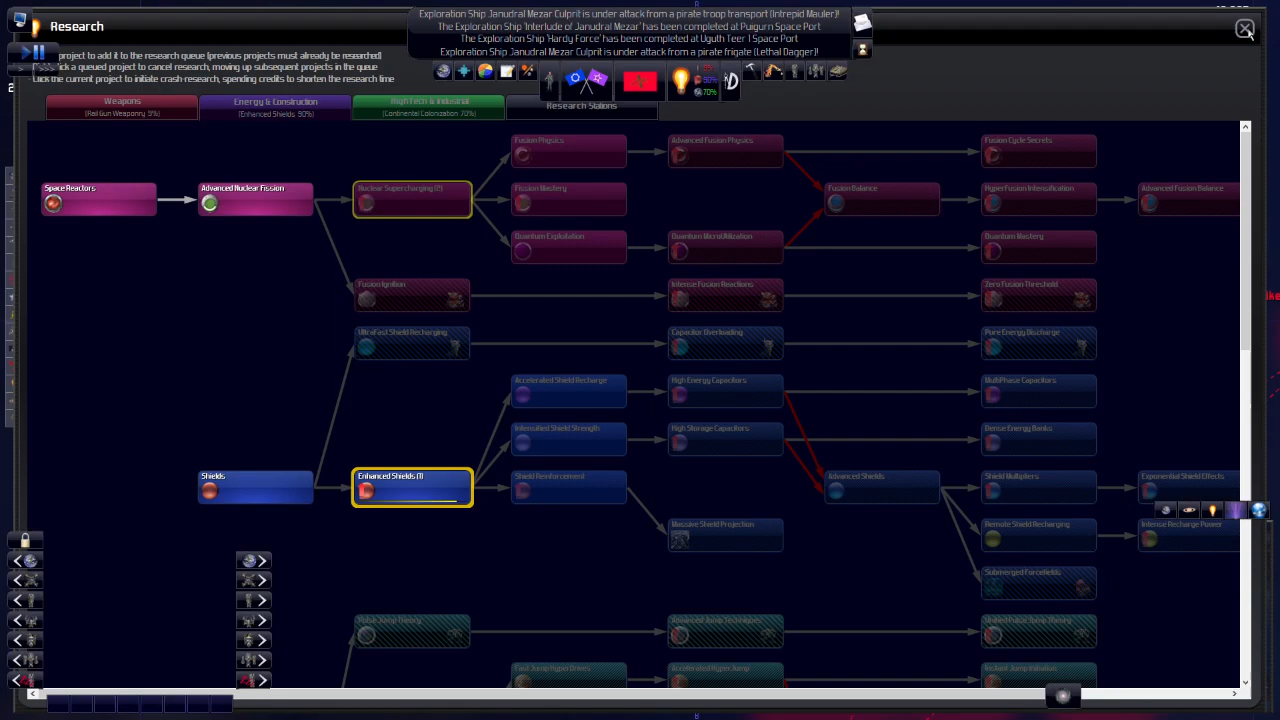 Research
Exploration Ship Janudral Mezar Culprit is under attack from a pirate troop transport (Intrepid Mauler)!
The Exploration Ship 'Interlude of Janudral Mezar' has been completed at Pugurn Space Port
The Exploration Ship 'Hardy Force' has been completed at Uguth Teer 1 Space Port
Exploration Ship Janudral Mezar Culprit is under attack from a pirate frigate (Lethal Dagger)!
project to add it to the research queue (previous projects must already be researched)
a queued project to cancel research, moving up subsequent projects in the queue
Click the current project to initiate crash research, spending credits to shorten the research time
90%
70%
Weapons
(Rail Gun Weaponry 9%)
Energy & Construction
(Enhanced Shields 90%)
HighTech & Industrial
(Continental Colonization 70%)
Research Stations
Fusion Physics
Advanced Fusion Physics
Fusion Cycle Secrets
Space Reactors
Advanced Nuclear Fission
Nuclear Supercharging (2)
Fission Mastery
Fusion Balance
HyperFusion Intensification
Advanced Fusion Balance
Quantum Exploitation
Quantum MicroUtilization
Quantum Mastery
Fusion Ignition
Intense Fusion Reactions
Zero Fusion Threshold
UltraFast Shield Recharging
Capacitor Overloading
Pure Energy Discharge
Accelerated Shield Recharge
High Energy Capacitors
MultiPhase Capacitors
Intensified Shield Strength
High Storage Capacitors
Dense Energy Banks
Shields
Enhanced Shields (1)
Shield Reinforcement
Advanced Shields
Shield Multipliers
Exponential Shield Effects
Massive Shield Projection
Remote Shield Recharging
Intense Recharge Power
Submerged Forcefields
Pulse Jump Theory
Advanced Jump Techniques
Unified Pulse Jump Theory
Fast Jump HyperDrives
Accelerated Hyper Jump
Instant Jump Initiation